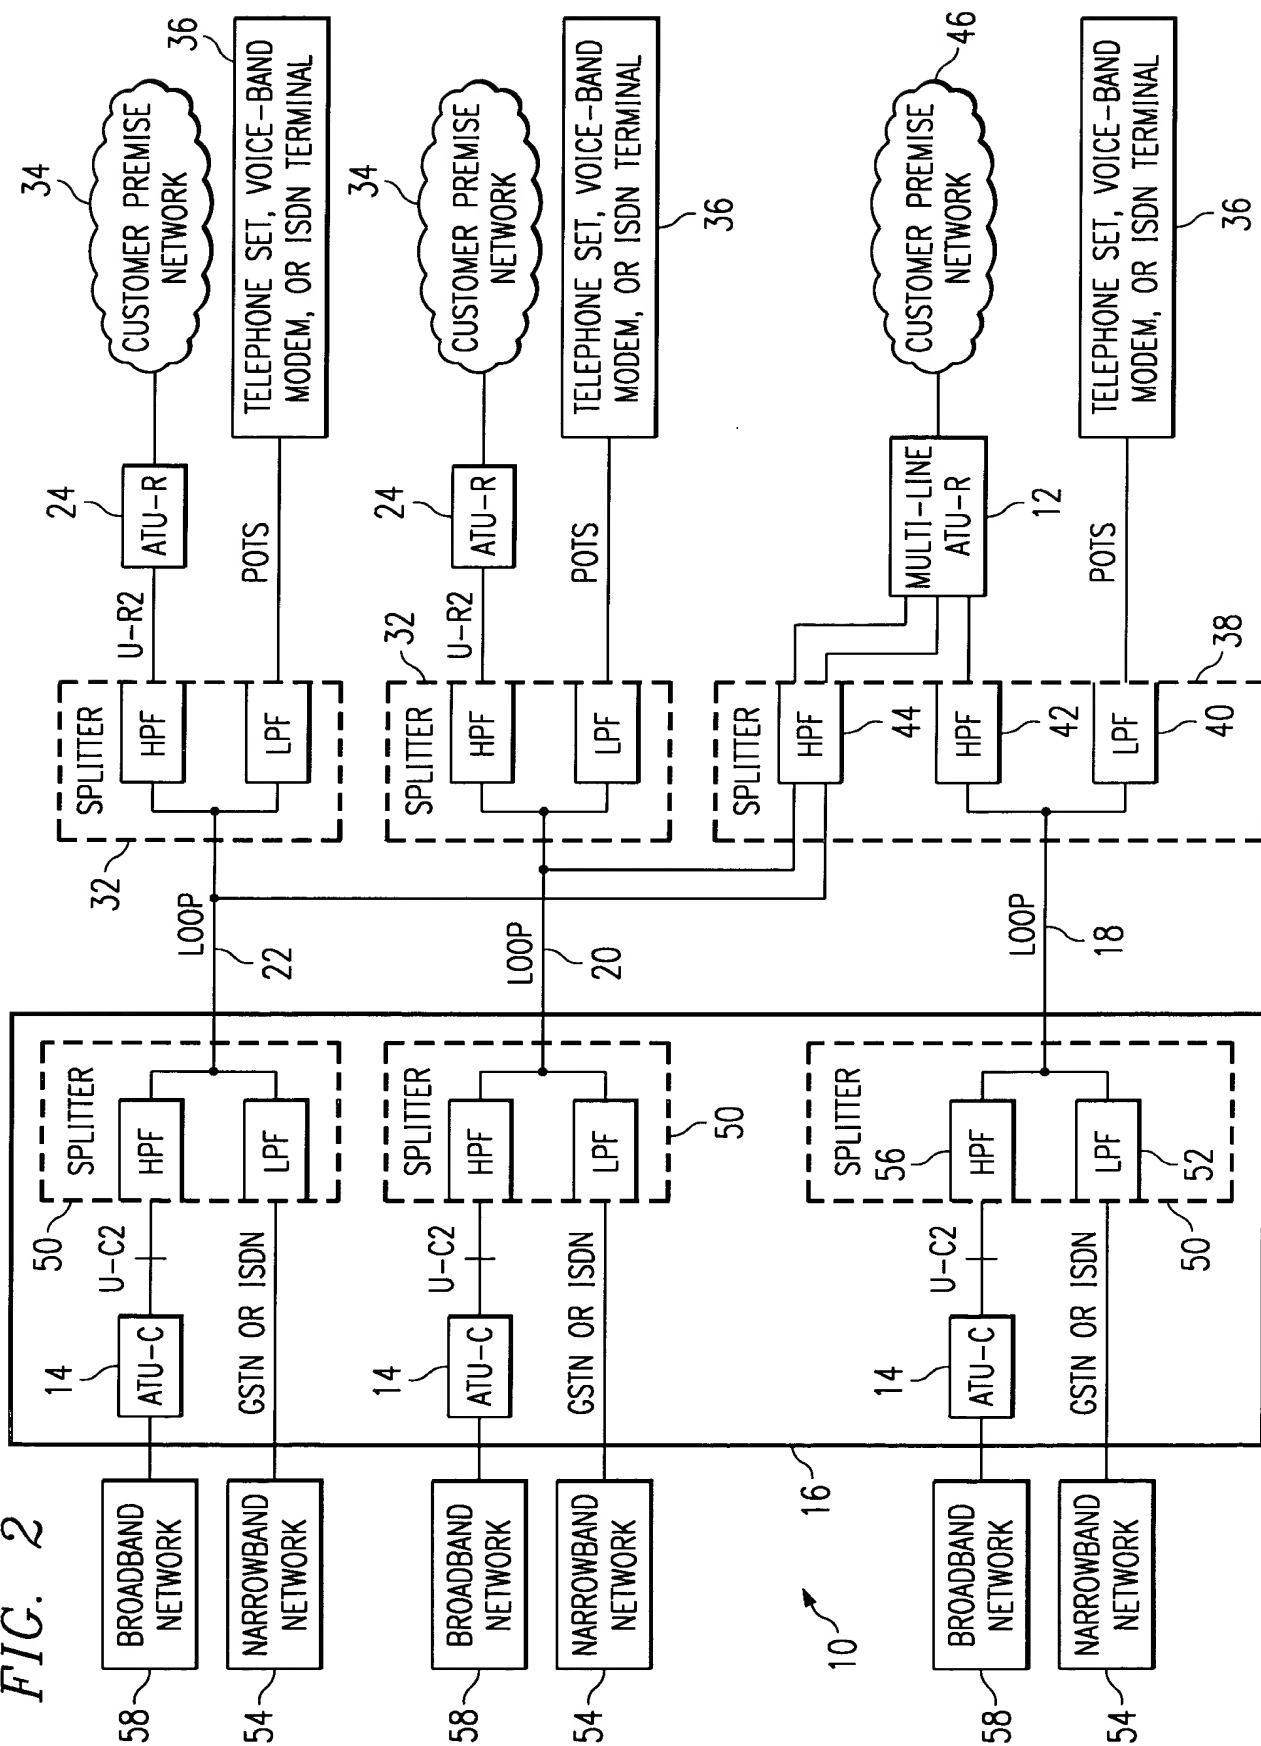 FIG. 2
58
BROADBAND
NETWORK
14
ATU-C
U-C2
50
SPLITTER
HPF
LPF
GSTN OR ISDN
54
NARROWBAND
NETWORK
LOOP
22
32
SPLITTER
HPF
LPF
U-R2
24
ATU-R
34
CUSTOMER PREMISE
NETWORK
POTS
36
TELEPHONE SET, VOICE-BAND
MODEM, OR ISDN TERMINAL
58
BROADBAND
NETWORK
14
ATU-C
U-C2
SPLITTER
HPF
LPF
50
GSTN OR ISDN
54
NARROWBAND
NETWORK
LOOP
20
SPLITTER
32
HPF
LPF
U-R2
24
ATU-R
34
CUSTOMER PREMISE
NETWORK
POTS
TELEPHONE SET, VOICE-BAND
MODEM, OR ISDN TERMINAL
36
10
16
58
BROADBAND
NETWORK
14
ATU-C
U-C2
SPLITTER
56
HPF
LPF
52
50
GSTN OR ISDN
54
NARROWBAND
NETWORK
LOOP
18
SPLITTER
HPF
44
HPF
42
LPF
40
38
MULTI-LINE
ATU-R
12
CUSTOMER PREMISE
NETWORK
46
POTS
TELEPHONE SET, VOICE-BAND
MODEM, OR ISDN TERMINAL
36